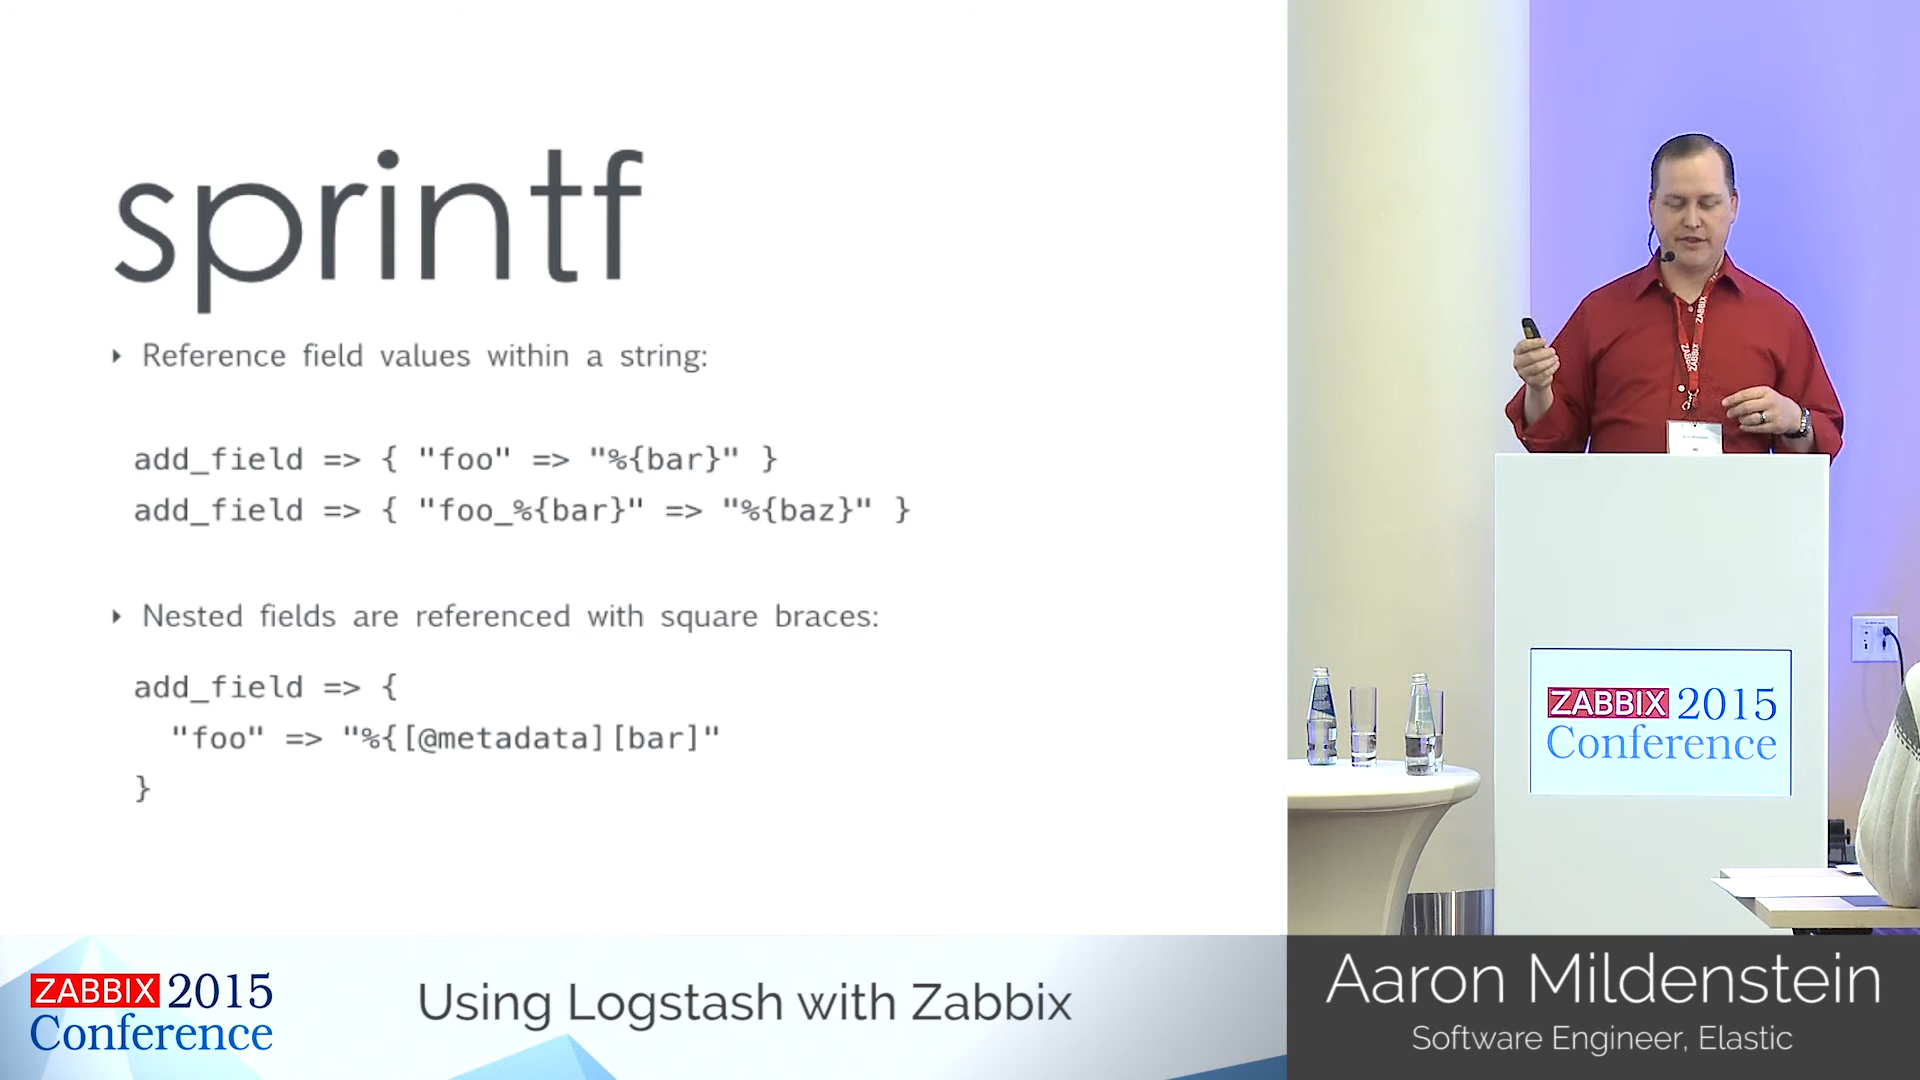 sprintf
‣ Reference field values within a string:
add_field => { "foo" => "%{bar}" }
add_field => { "foo_%{bar}" => "%{baz}" }
‣ Nested fields are referenced with square braces:
add_field => {
"foo" => "%{[@metadata][bar]"
}
ZABBIX
ZABBIX
ZABBIX 2015
Conference
ZABBIX 2015
Conference
Using Logstash with Zabbix
Aaron Mildenstein
Software Engineer, Elastic